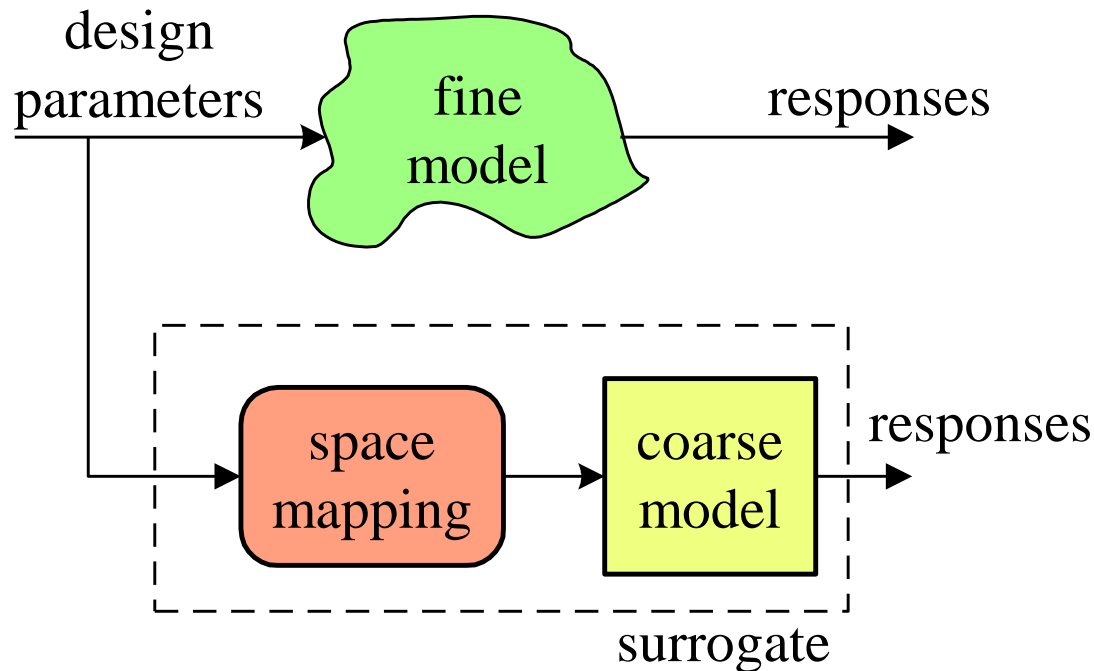 design
parameters
fine
model
responses
space
mapping
coarse
model
responses
surrogate